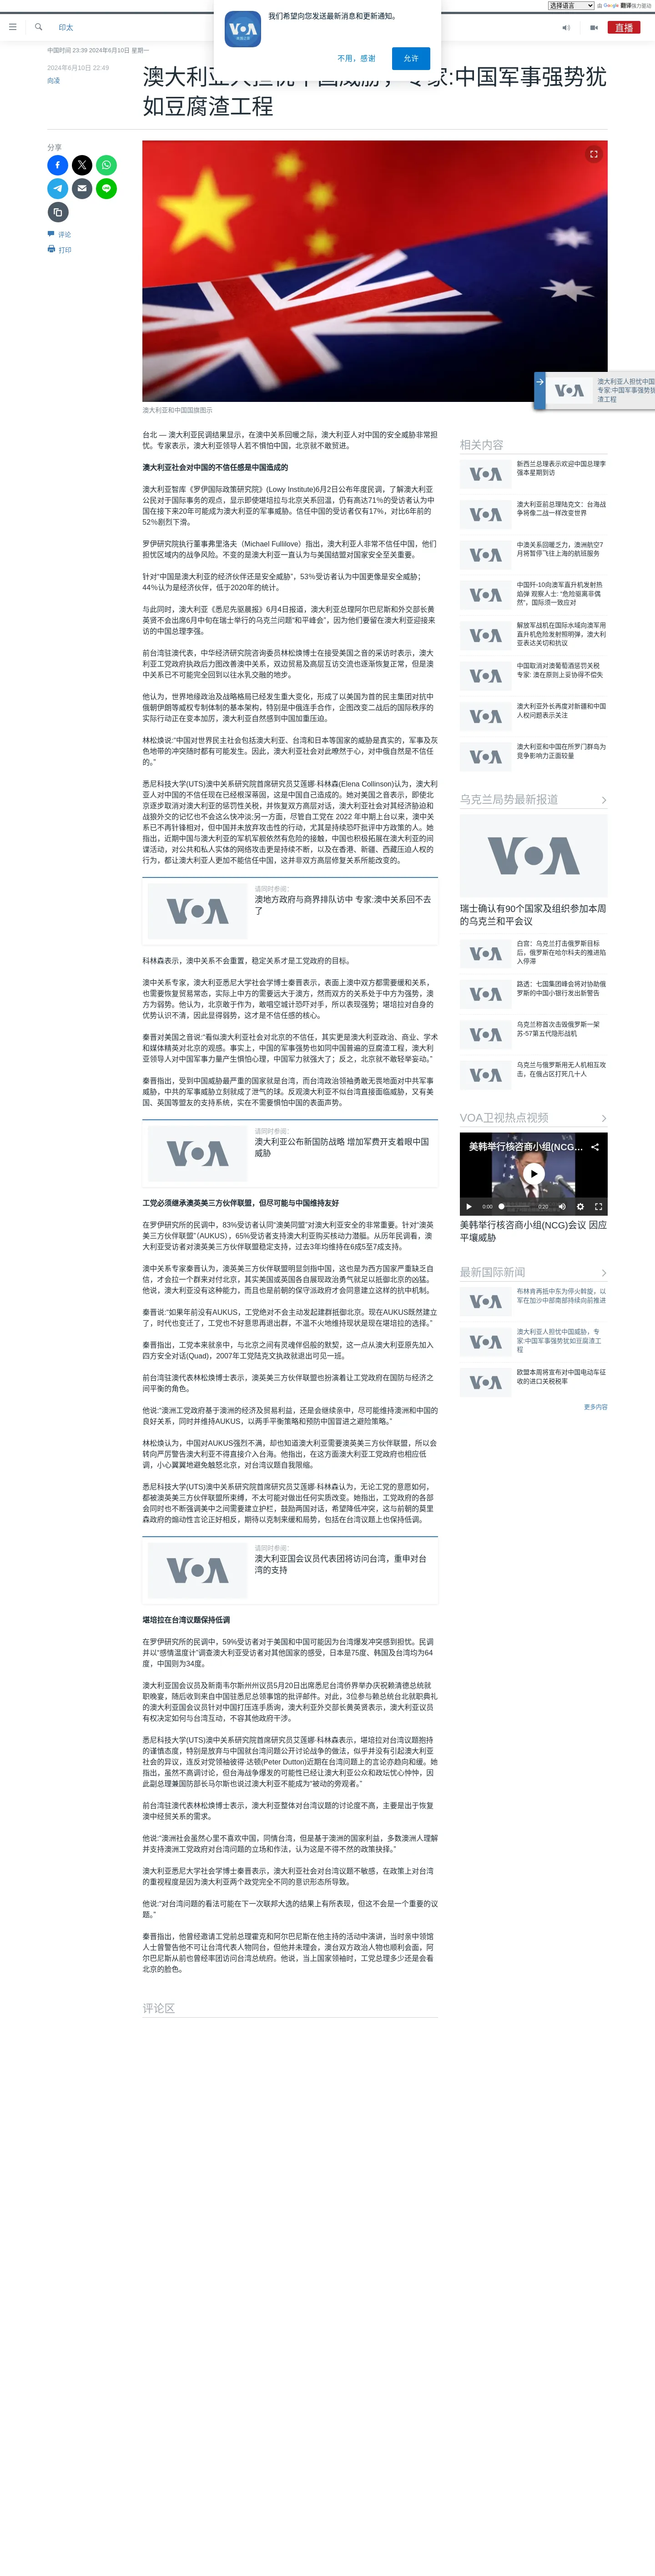 选择语言 由 Google 翻译强力驱动
VOA 美国之音
我们希望向您发送最新消息和更新通知。
不用，感谢
允许
印太
直播
中国时间 23:39 2024年6月10日 星期一
2024年6月10日 22:49
向凌
澳大利亚人担忧中国威胁，专家:中国军事强势犹
如豆腐渣工程
分享
评论
打印
澳大利亚和中国国旗图示
澳大利亚人担忧中国
专家:中国军事强势犹
渣工程
台北 — 澳大利亚民调结果显示，在澳中关系回暖之际，澳大利亚人对中国的安全威胁非常担
忧。专家表示，澳大利亚领导人若不惧怕中国，北京就不敢贸进。
澳大利亚社会对中国的不信任感是中国造成的
澳大利亚智库《罗伊国际政策研究院》(Lowy Institute)6月2日公布年度民调，了解澳大利亚
公民对于国际事务的观点，显示即使堪培拉与北京关系回温，仍有高达71％的受访者认为中
国在接下来20年可能成为澳大利亚的军事威胁。信任中国的受访者仅有17%，对比6年前的
52%剧烈下滑。
罗伊研究院执行董事弗里洛夫（Michael Fullilove）指出，澳大利亚人非常不信任中国，他们
担忧区域内的战争风险。不变的是澳大利亚一直认为与美国结盟对国家安全至关重要。
针对“中国是澳大利亚的经济伙伴还是安全威胁”，53％受访者认为中国更像是安全威胁；
44％认为是经济伙伴，低于2020年的统计。
与此同时，澳大利亚《悉尼先驱晨报》6月4日报道，澳大利亚总理阿尔巴尼斯和外交部长黄
英贤不会出席6月中旬在瑞士举行的乌克兰问题“和平峰会”，因为他们要留在澳大利亚迎接来
访的中国总理李强。
前台湾驻澳代表，中华经济研究院咨询委员林松焕博士在接受美国之音的采访时表示，澳大
利亚工党政府执政后力图改善澳中关系，双边贸易及高层互访交流也逐渐恢复正常，但是澳
中关系已不可能完全回到以往水乳交融的地步。
他认为，世界地缘政治及战略格局已经发生重大变化，形成了以美国为首的民主集团对抗中
俄朝伊朗等威权专制体制的基本架构，特别是中俄连手合作，企图改变二战后的国际秩序的
实际行动正在变本加厉，澳大利亚自然感到中国加重压迫。
林松焕说:“中国对世界民主社会包括澳大利亚、台湾和日本等国家的威胁是真实的，军事及灰
色地带的冲突随时都有可能发生。因此，澳大利亚社会对此瞭然于心，对中俄自然是不信任
的。”
悉尼科技大学(UTS)澳中关系研究院首席研究员艾莲娜·科林森(Elena Collinson)认为，澳大利
亚人对中国的不信任现在已经根深蒂固，这是中国自己造成的。她对美国之音表示，即使北
京逐步取消对澳大利亚的惩罚性关税，并恢复双方高层对话，澳大利亚社会对其经济胁迫和
战狼外交的记忆也不会这么快冲淡;另一方面，尽管自工党在 2022 年中期上台以来，澳中关
系已不再针锋相对，但中国并未放弃攻击性的行动，尤其是持续恐吓批评中方政策的人。她
指出，近期中国与澳大利亚的军机军舰依然有危险的接触，中国也积极拓展在亚太地区的间
谍活动，对公共和私人实体的网络攻击更是持续不断，以及在香港、新疆、西藏压迫人权的
行为，都让澳大利亚人更加不能信任中国，这并非双方高层修复关系所能改变的。
VOA
请同时参阅：
澳地方政府与商界排队访中 专家:澳中关系回不去
了
科林森表示，澳中关系不会重置，稳定关系才是工党政府的目标。
澳中关系专家，澳大利亚悉尼大学社会学博士秦晋表示，表面上澳中双方都需要缓和关系，
也需要恢复贸易常态，实际上中方的需要远大于澳方，然而双方的关系处于中方为强势，澳
方为弱势。他认为，北京敢于作为，敢唱空城计恐吓对手，所以表现强势；堪培拉对自身的
优势认识不清，因此显得弱势，这才是不信任感的核心。
秦晋对美国之音说:“看似澳大利亚社会对北京的不信任，其实更是澳大利亚政治、商业、学术
和媒体精英对北京的观感。事实上，中国的军事强势也如同中国普遍的豆腐渣工程，澳大利
亚领导人对中国军事力量产生惧怕心理，中国军力就强大了；反之，北京就不敢轻举妄动。”
秦晋指出，受到中国威胁最严重的国家就是台湾，而台湾政治领袖勇敢无畏地面对中共军事
威胁，中共的军事威胁立刻就成了泄气的球。反观澳大利亚不似台湾直接面临威胁，又有美
国、英国等盟友的支持系统，实在不需要惧怕中国的表面声势。
VOA
请同时参阅：
澳大利亚公布新国防战略 增加军费开支着眼中国
威胁
工党必须继承澳英美三方伙伴联盟，但尽可能与中国维持友好
在罗伊研究所的民调中，83%受访者认同“澳美同盟”对澳大利亚安全的非常重要。针对“澳英
美三方伙伴联盟”（AUKUS)，65%受访者支持澳大利亚购买核动力潜艇。从历年民调看，澳
大利亚受访者对澳英美三方伙伴联盟稳定支持，过去3年均维持在6成5至7成支持。
澳中关系专家秦晋认为，澳英美三方伙伴联盟明显剑指中国，这也是为西方国家严重缺乏自
信，才会拉一个群来对付北京，其实美国或英国各自展现政治勇气就足以抵御北京的凶猛。
他说，澳大利亚没有这种能力，而且也是前朝的保守派政府才会同意建立这样的抗中机制。
秦晋说:“如果年前没有AUKUS，工党绝对不会主动发起建群抵御北京。现在AUKUS既然建立
了，时代也变迁了，工党也不好意思再退出群，不温不火地维持现状是现在堪培拉的选择。”
秦晋指出，工党本来就亲中，与北京之间有灵魂伴侣般的默契，这一点从澳大利亚原先加入
四方安全对话(Quad)，2007年工党陆克文执政就退出可见一斑。
前台湾驻澳代表林松焕博士表示，澳英美三方伙伴联盟也扮演着让工党政府在国防与经济之
间平衡的角色。
他说:“澳洲工党政府基于澳洲的经济及贸易利益，还是会继续亲中，尽可能维持澳洲和中国的
良好关系，同时并维持AUKUS，以两手平衡策略和预防中国冒进之避险策略。”
林松焕认为，中国对AUKUS强烈不满，却也知道澳大利亚需要澳英美三方伙伴联盟，所以会
转向严厉警告澳大利亚不得直接介入台海。他指出，在这方面澳大利亚工党政府也相应低
调，小心翼翼地避免触怒北京，对台湾议题自我限缩。
悉尼科技大学(UTS)澳中关系研究院首席研究员艾莲娜·科林森认为，无论工党的意愿如何，
都被澳英美三方伙伴联盟所束缚，不太可能对做出任何实质改变。她指出，工党政府的各部
会同时也不断强调美中之间需要建立护栏，鼓励两国对话，希望降低冲突，这与前朝的莫里
森政府的煽动性言论正好相反，期待以克制来缓和局势，包括在台湾议题上也保持低调。
VOA
请同时参阅：
澳大利亚国会议员代表团将访问台湾，重申对台
湾的支持
堪培拉在台湾议题保持低调
在罗伊研究所的民调中，59%受访者对于美国和中国可能因为台湾爆发冲突感到担忧。民调
并以“感情温度计”调查澳大利亚受访者对其他国家的感受，日本是75度、韩国及台湾均为64
度，中国则为34度。
澳大利亚国会议员及新南韦尔斯州州议员5月20日出席悉尼台湾侨界举办庆祝赖清德总统就
职晚宴，随后收到来自中国驻悉尼总领事馆的批评邮件。对此，3位参与赖总统台北就职典礼
的澳大利亚国会议员针对中国打压连手质询，澳大利亚外交部长黄英贤表示，澳大利亚议员
有权决定如何与台湾互动，不容其他政府干涉。
悉尼科技大学(UTS)澳中关系研究院首席研究员艾莲娜·科林森表示，堪培拉对台湾议题抱持
的谨慎态度，特别是放弃与中国就台湾问题公开讨论战争的做法，似乎并没有引起澳大利亚
社会的异议，连反对党领袖彼得·达顿(Peter Dutton)近期在台湾问题上的言论亦趋向和缓。她
指出，虽然不高调讨论，但台海战争爆发的可能性已经让澳大利亚公众和政坛忧心忡忡，因
此副总理兼国防部长马尔斯也说过澳大利亚不能成为“被动的旁观者。”
前台湾驻澳代表林松焕博士表示，澳大利亚整体对台湾议题的讨论度不高，主要是出于恢复
澳中经贸关系的需求。
他说:“澳洲社会虽然心里不喜欢中国，同情台湾，但是基于澳洲的国家利益，多数澳洲人理解
并支持澳洲工党政府对台湾问题的立场和作法，认为这是不得不然的政策抉择。”
澳大利亚悉尼大学社会学博士秦晋表示，澳大利亚社会对台湾议题不敏感，在政策上对台湾
的重视程度是因为澳大利亚两个政党完全不同的意识形态所导致。
他说:“对台湾问题的看法可能在下一次联邦大选的结果上有所表现，但这不会是一个重要的议
题。”
秦晋指出，他曾经邀请工党前总理霍克和阿尔巴尼斯在他主持的活动中演讲，当时亲中领馆
人士曾警告他不可让台湾代表人物同台，但他并未理会，澳台双方政治人物也顺利会面，阿
尔巴尼斯从前也曾经率团访问台湾总统府。他说，当上国家领袖时，工党总理多少还是会看
北京的脸色。
评论区
相关内容
新西兰总理表示欢迎中国总理李
强本星期到访
澳大利亚前总理陆克文：台海战
争将像二战一样改变世界
中澳关系回暖乏力，澳洲航空7
月将暂停飞往上海的航班服务
中国歼-10向澳军直升机发射热
焰弹 观察人士: “危险驱离非偶
然”，国际须一致应对
解放军战机在国际水域向澳军用
直升机危险发射照明弹，澳大利
亚表达关切和抗议
中国取消对澳葡萄酒惩罚关税
专家: 澳在原则上妥协得不偿失
澳大利亚外长再度对新疆和中国
人权问题表示关注
澳大利亚和中国在所罗门群岛为
竞争影响力正面较量
乌克兰局势最新报道
VOA
瑞士确认有90个国家及组织参加本周
的乌克兰和平会议
白宫：乌克兰打击俄罗斯目标
后，俄罗斯在哈尔科夫的推进陷
入停滞
路透：七国集团峰会将对协助俄
罗斯的中国小银行发出新警告
乌克兰称首次击毁俄罗斯一架
苏-57第五代隐形战机
乌克兰与俄罗斯用无人机相互攻
击，在俄占区打死几十人
VOA卫视热点视频
美韩举行核咨商小组(NCG...
0:00 0:20
美韩举行核咨商小组(NCG)会议 因应
平壤威胁
最新国际新闻
布林肯再抵中东为停火斡旋，以
军在加沙中部南部持续向前推进
澳大利亚人担忧中国威胁，专
家:中国军事强势犹如豆腐渣工
程
欧盟本周将宣布对中国电动车征
收的进口关税税率
更多内容